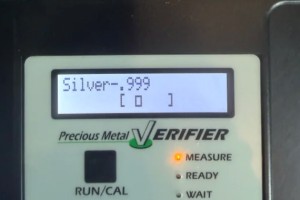 Silver-.999
[ □   ]
Precious Metal VERIFIER
MEASURE
READY
RUN/CAL
WAIT